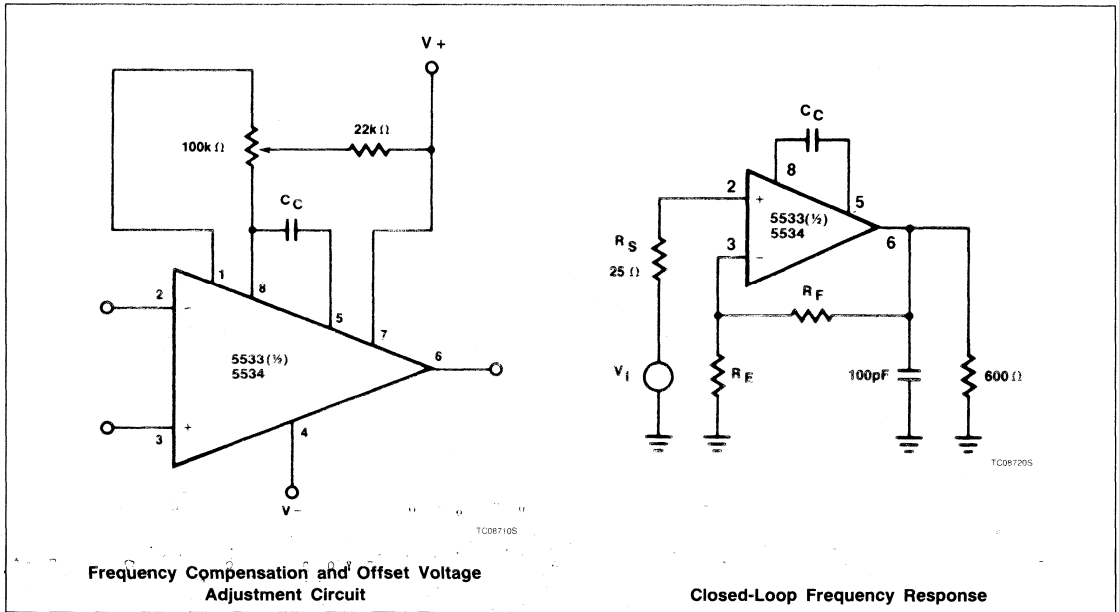 V+
22kΩ
100kΩ
CC
1
8
5
7
2
−
5533(½)
5534
6
3
+
4
V−
TC08710S
Frequency Compensation and Offset Voltage
Adjustment Circuit
CC
8
5
2
+
5533(½)
5534
3
−
6
RS
25 Ω
RF
Vi
RE
100pF
600Ω
TC08720S
Closed-Loop Frequency Response